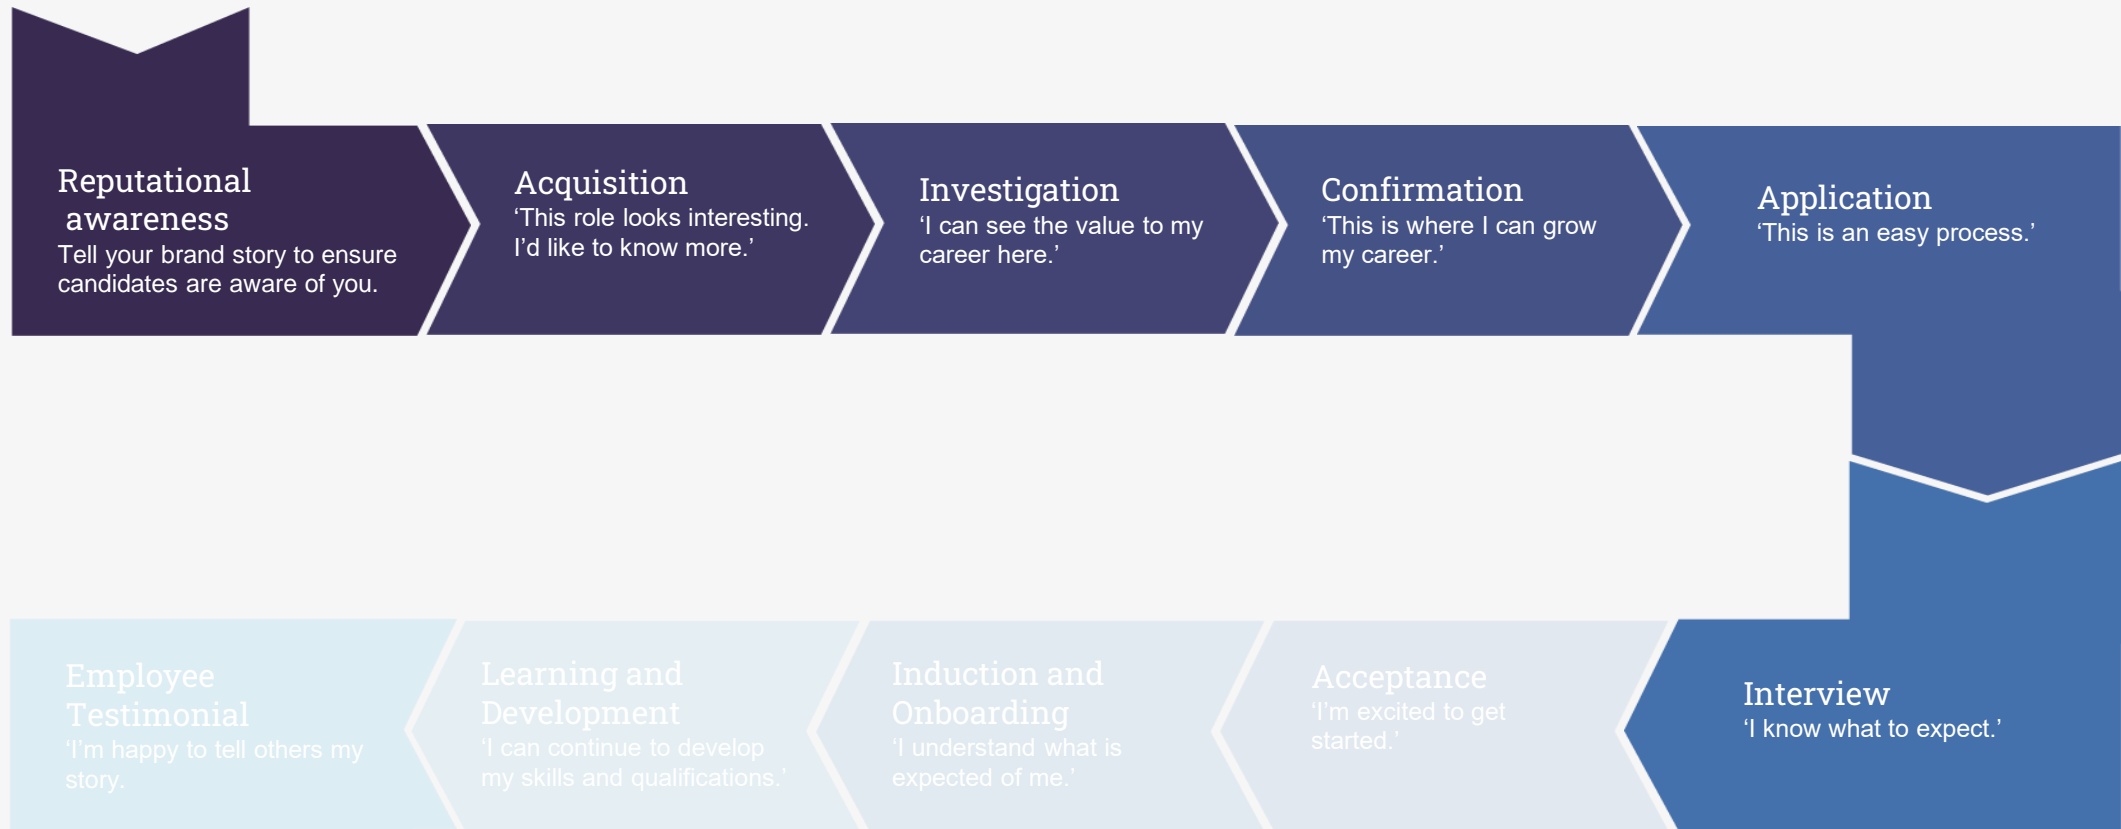 Reputational
awareness
Tell your brand story to ensure
candidates are aware of you.
Acquisition
‘This role looks interesting.
I’d like to know more.’
Investigation
‘I can see the value to my
career here.’
Confirmation
‘This is where I can grow
my career.’
Application
‘This is an easy process.’
Interview
‘I know what to expect.’
Acceptance
‘I’m excited to get
started.’
Induction and
Onboarding
‘I understand what is
expected of me.’
Learning and
Development
‘I can continue to develop
my skills and qualifications.’
Employee
Testimonial
‘I’m happy to tell others my
story.